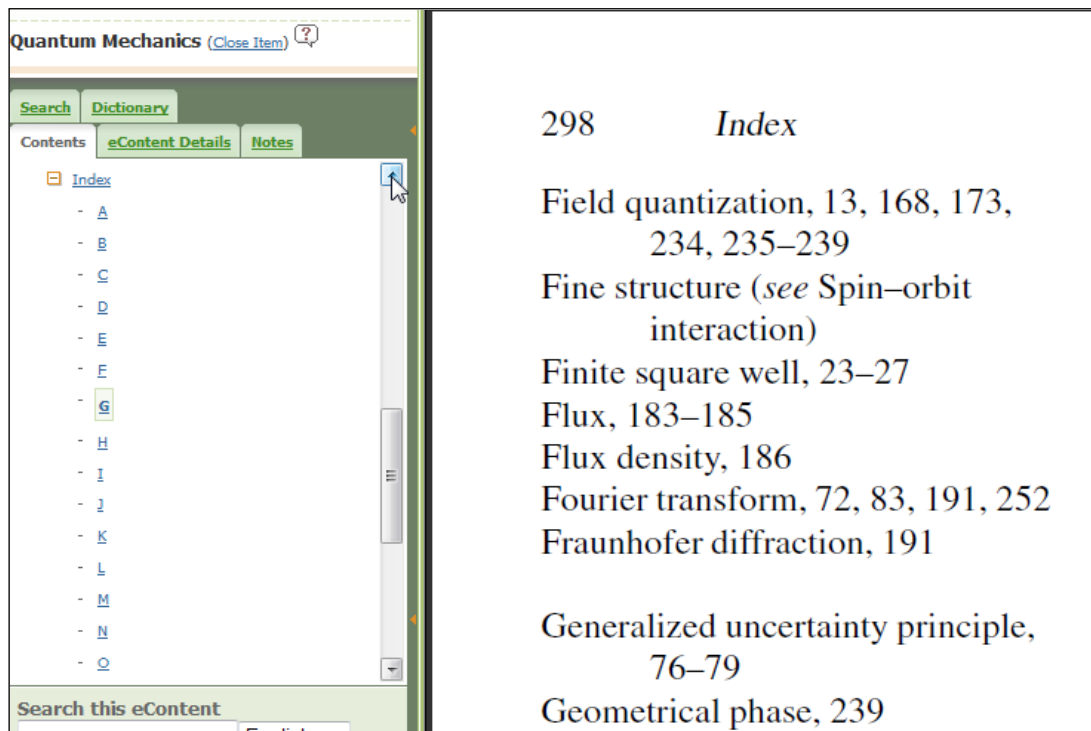 Quantum Mechanics (Close Item) ?
Search Dictionary
Contents eContent Details Notes
Index
- A
- B
- C
- D
- E
- F
- G
- H
- I
- J
- K
- L
- M
- N
- O
Search this eContent
298 Index
Field quantization, 13, 168, 173,
234, 235–239
Fine structure (see Spin–orbit
interaction)
Finite square well, 23–27
Flux, 183–185
Flux density, 186
Fourier transform, 72, 83, 191, 252
Fraunhofer diffraction, 191
Generalized uncertainty principle,
76–79
Geometrical phase, 239